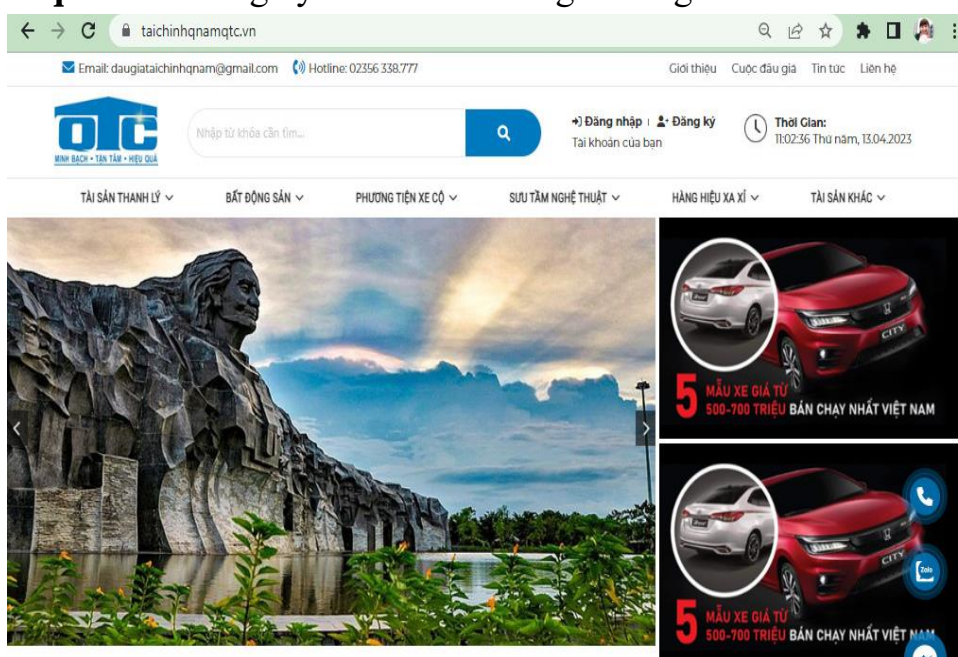 taichinhqnamqtc.vn
Email: daugiataichinhqnam@gmail.com Hotline: 02356 338.777
Giới thiệu Cuộc đấu giá Tin tức Liên hệ
QTC
MINH BẠCH • TẬN TÂM • HIỆU QUẢ
Nhập từ khóa cần tìm...
Đăng nhập Đăng ký
Tài khoản của bạn
Thời Gian:
11:02:36 Thứ năm, 13.04.2023
TÀI SẢN THANH LÝ BẤT ĐỘNG SẢN PHƯƠNG TIỆN XE CỘ SƯU TẦM NGHỆ THUẬT HÀNG HIỆU XA XỈ TÀI SẢN KHÁC
CITY
5 MẪU XE GIÁ TỪ
500-700 TRIỆU BÁN CHẠY NHẤT VIỆT NAM
CITY
5 MẪU XE GIÁ TỪ
500-700 TRIỆU BÁN CHẠY NHẤT VIỆT NAM
Zalo